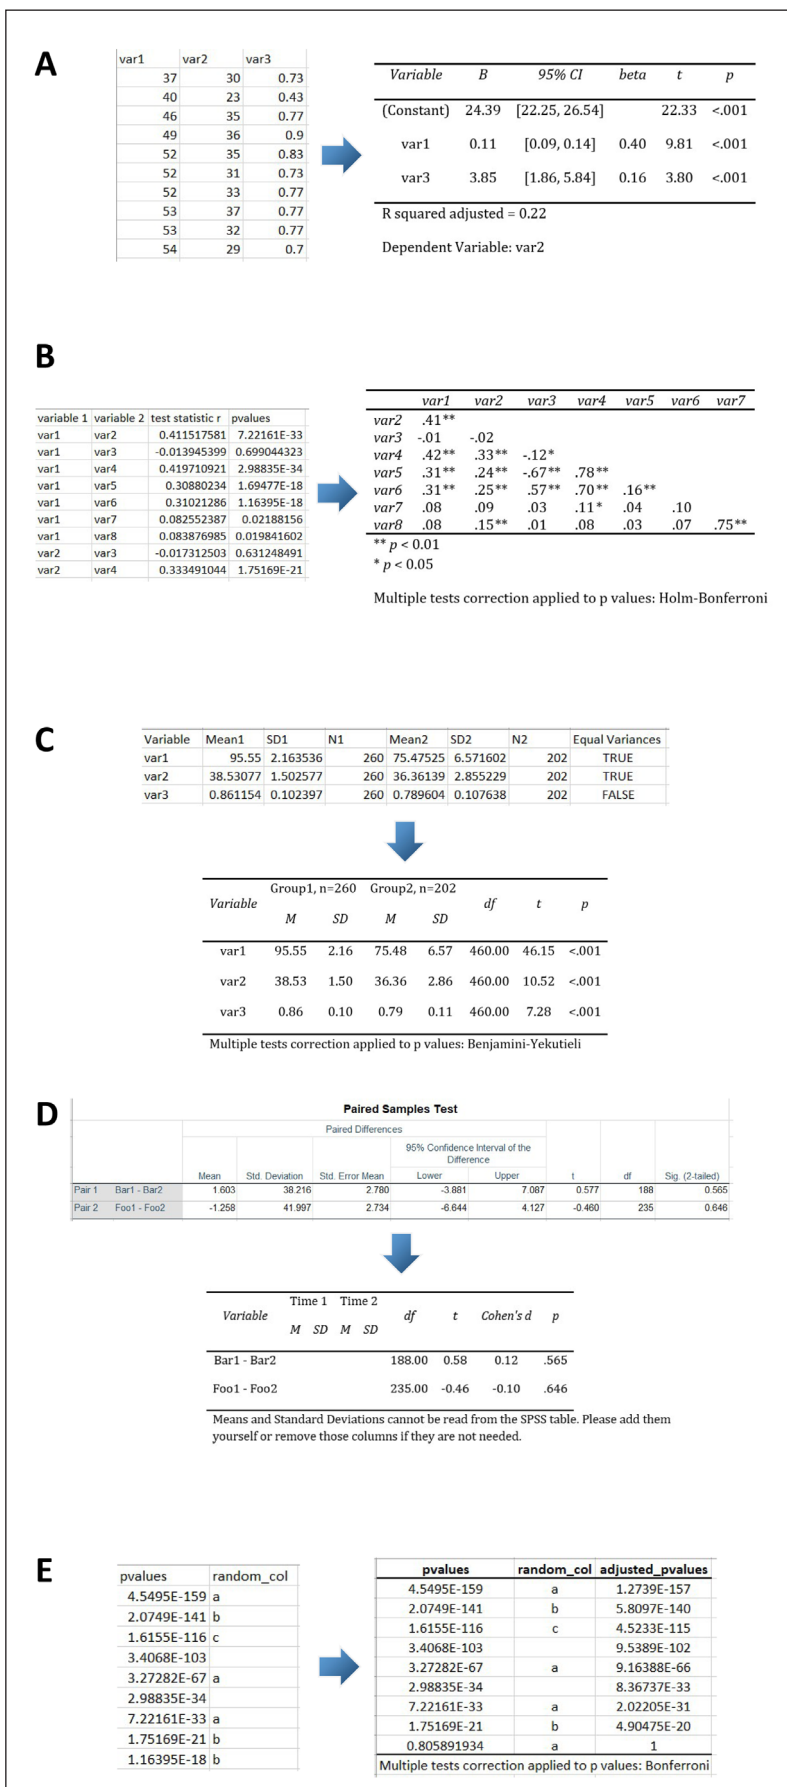 A
var1 var2 var3
37 30 0.73
40 23 0.43
46 35 0.77
49 36 0.9
52 35 0.83
52 31 0.73
52 33 0.77
53 37 0.77
53 32 0.77
54 29 0.7
Variable B 95% CI beta t p
(Constant) 24.39 [22.25, 26.54] 22.33 <.001
var1 0.11 [0.09, 0.14] 0.40 9.81 <.001
var3 3.85 [1.86, 5.84] 0.16 3.80 <.001
R squared adjusted = 0.22
Dependent Variable: var2
B
variable 1 variable 2 test statistic r pvalues
var1 var2 0.411517581 7.22161E-33
var1 var3 -0.013945399 0.699044323
var1 var4 0.419710921 2.98835E-34
var1 var5 0.30880234 1.69477E-18
var1 var6 0.31021286 1.16395E-18
var1 var7 0.082552387 0.02188156
var1 var8 0.083876985 0.019841602
var2 var3 -0.017312503 0.631248491
var2 var4 0.333491044 1.75169E-21
var1 var2 var3 var4 var5 var6 var7
var2 .41**
var3 -.01 -.02
var4 .42** .33** -.12*
var5 .31** .24** -.67** .78**
var6 .31** .25** .57** .70** .16**
var7 .08 .09 .03 .11* .04 .10
var8 .08 .15** .01 .08 .03 .07 .75**
** p < 0.01
* p < 0.05
Multiple tests correction applied to p values: Holm-Bonferroni
C
Variable Mean1 SD1 N1 Mean2 SD2 N2 Equal Variances
var1 95.55 2.163536 260 75.47525 6.571602 202 TRUE
var2 38.53077 1.502577 260 36.36139 2.855229 202 TRUE
var3 0.861154 0.102397 260 0.789604 0.107638 202 FALSE
Group1, n=260 Group2, n=202
Variable df t p
M SD M SD
var1 95.55 2.16 75.48 6.57 460.00 46.15 <.001
var2 38.53 1.50 36.36 2.86 460.00 10.52 <.001
var3 0.86 0.10 0.79 0.11 460.00 7.28 <.001
Multiple tests correction applied to p values: Benjamini-Yekutieli
D
Paired Samples Test
Paired Differences
95% Confidence Interval of the
Difference
Mean Std. Deviation Std. Error Mean Lower Upper t df Sig. (2-tailed)
Pair 1 Bar1 - Bar2 1.603 38.216 2.780 -3.881 7.087 0.577 188 0.565
Pair 2 Foo1 - Foo2 -1.258 41.997 2.734 -6.644 4.127 -0.460 235 0.646
Time 1 Time 2
Variable df t Cohen's d p
M SD M SD
Bar1 - Bar2 188.00 0.58 0.12 .565
Foo1 - Foo2 235.00 -0.46 -0.10 .646
Means and Standard Deviations cannot be read from the SPSS table. Please add them
yourself or remove those columns if they are not needed.
E
pvalues random_col
4.5495E-159 a
2.0749E-141 b
1.6155E-116 c
3.4068E-103
3.27282E-67 a
2.98835E-34
7.22161E-33 a
1.75169E-21 b
1.16395E-18 b
pvalues random_col adjusted_pvalues
4.5495E-159 a 1.2739E-157
2.0749E-141 b 5.8097E-140
1.6155E-116 c 4.5233E-115
3.4068E-103 9.5389E-102
3.27282E-67 a 9.16388E-66
2.98835E-34 8.36737E-33
7.22161E-33 a 2.02205E-31
1.75169E-21 b 4.90475E-20
0.805891934 a 1
Multiple tests correction applied to p values: Bonferroni